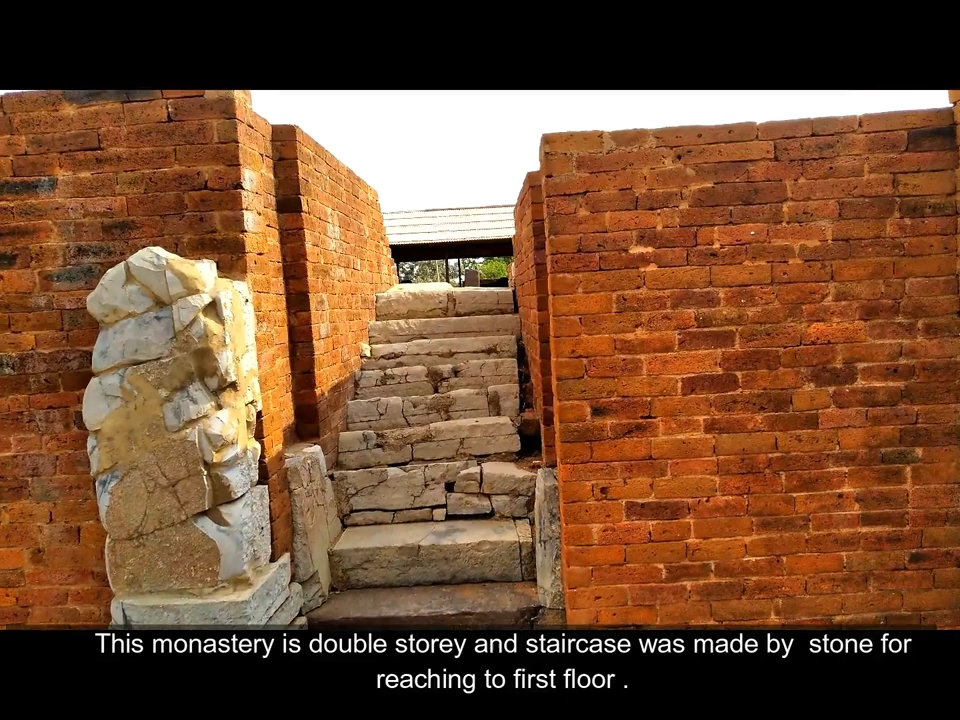 This monastery is double storey and staircase was made by  stone for
reaching to first floor .